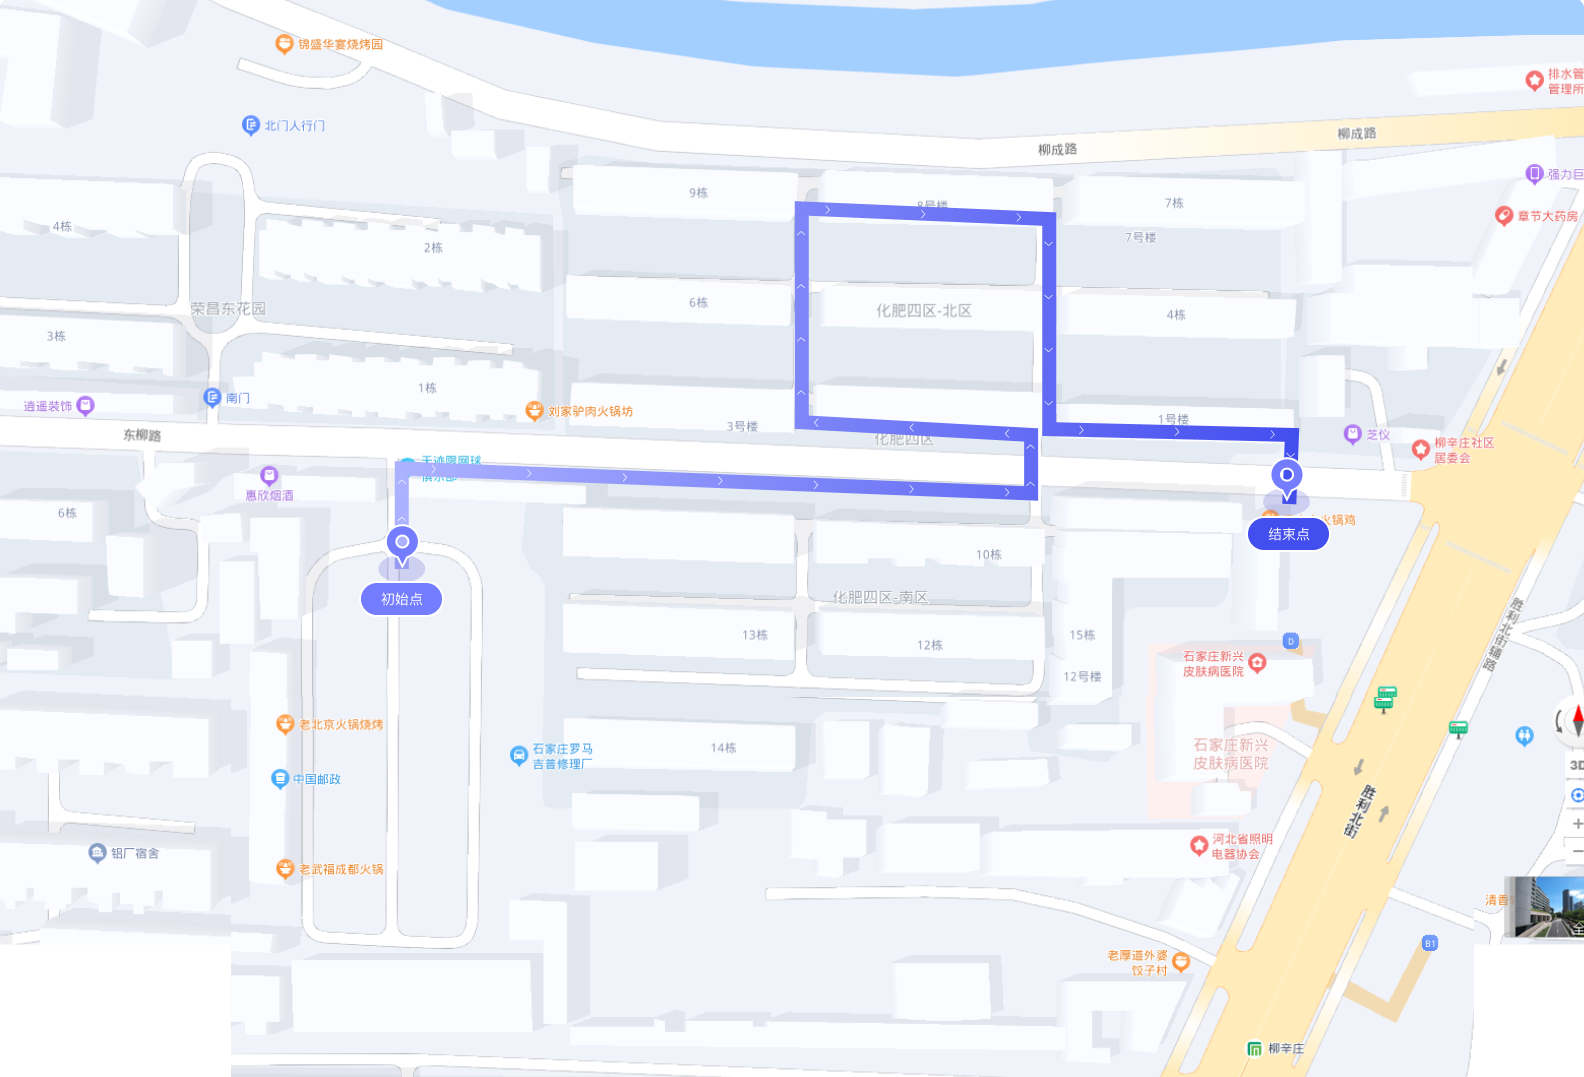 锦盛华宴烧烤园
排水管
管理所
北门人行门
柳成路
柳成路
强力巨
9栋
8号楼
7栋
章节大药房
4栋
2栋
7号楼
荣昌东花园
6栋
化肥四区-北区
4栋
3栋
1栋
南门
逍遥装饰
刘家驴肉火锅坊
3号楼
1号楼
东柳路
化肥四区
芝仪
柳辛庄社区
居委会
惠欣烟酒
6栋
火锅鸡
结束点
10栋
初始点
化肥四区-南区
13栋
12栋
15栋
胜利北街辅路
D
石家庄新兴
皮肤病医院
12号楼
老北京火锅烧烤
石家庄罗马
吉普修理厂
14栋
石家庄新兴
皮肤病医院
3D
中国邮政
胜利北街
铝厂宿舍
河北省照明
电器协会
老武福成都火锅
清香
全
B1
老厚道外婆
饺子村
柳辛庄